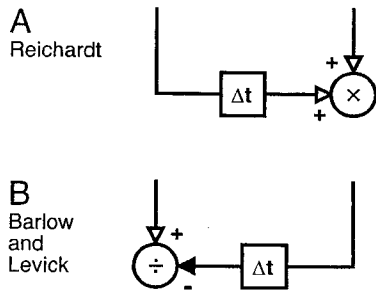 A
Reichardt
+
Δt
×
+
B
Barlow
and
Levick
+
÷
Δt
-